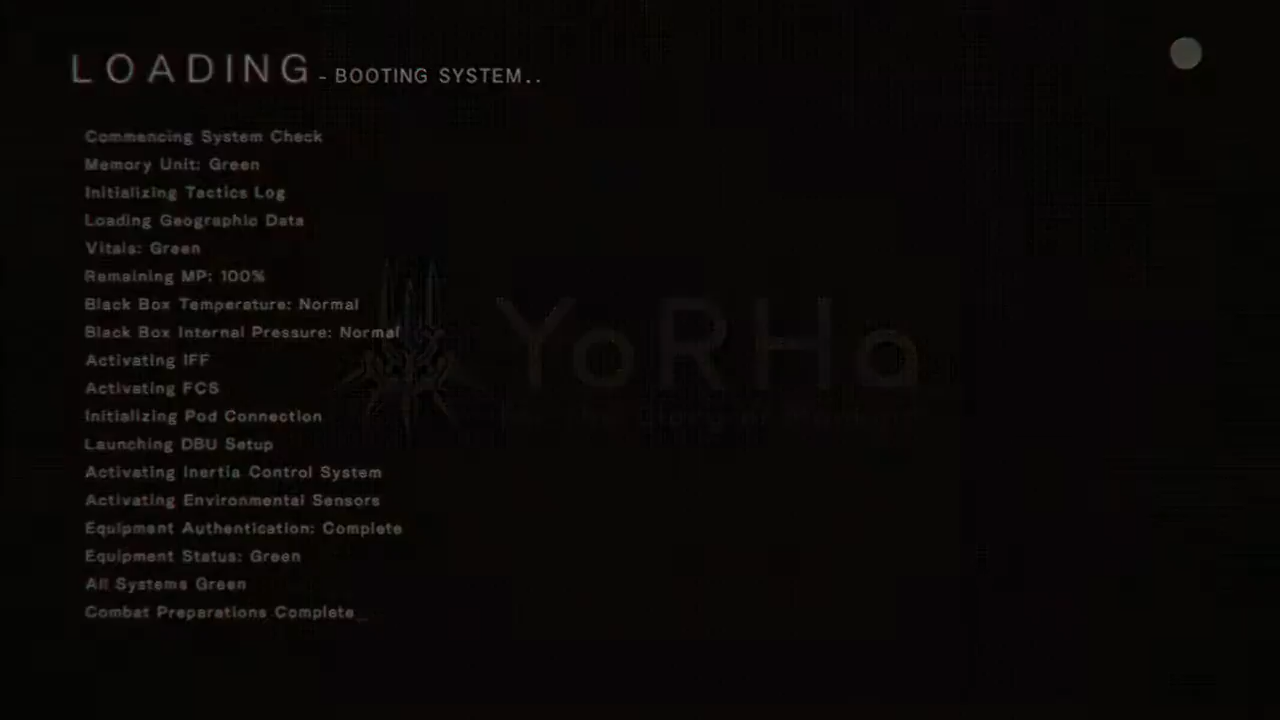 LOADING - BOOTING SYSTEM..
Commencing System Check
Memory Unit: Green
Initializing Tactics Log
Loading Geographic Data
Vitals: Green
Remaining MP: 100%
Black Box Temperature: Normal
Black Box Internal Pressure: Normal
Activating IFF
Activating FCS
Initializing Pod Connection
Launching DBU Setup
Activating Inertia Control System
Activating Environmental Sensors
Equipment Authentication: Complete
Equipment Status: Green
All Systems Green
Combat Preparations Complete_
YoRHa